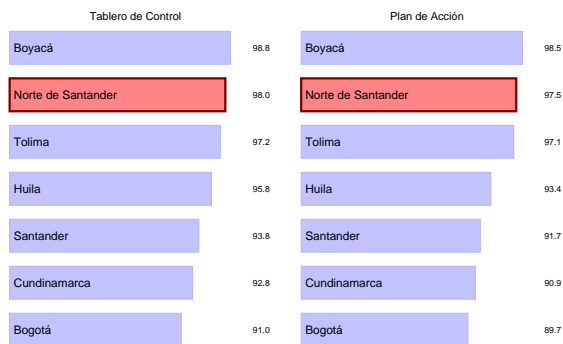 Tablero de Control
Boyacá 98.8
Norte de Santander 98.0
Tolima 97.2
Huila 95.8
Santander 93.8
Cundinamarca 92.8
Bogotá 91.0
Plan de Acción
Boyacá 98.5
Norte de Santander 97.5
Tolima 97.1
Huila 93.4
Santander 91.7
Cundinamarca 90.9
Bogotá 89.7